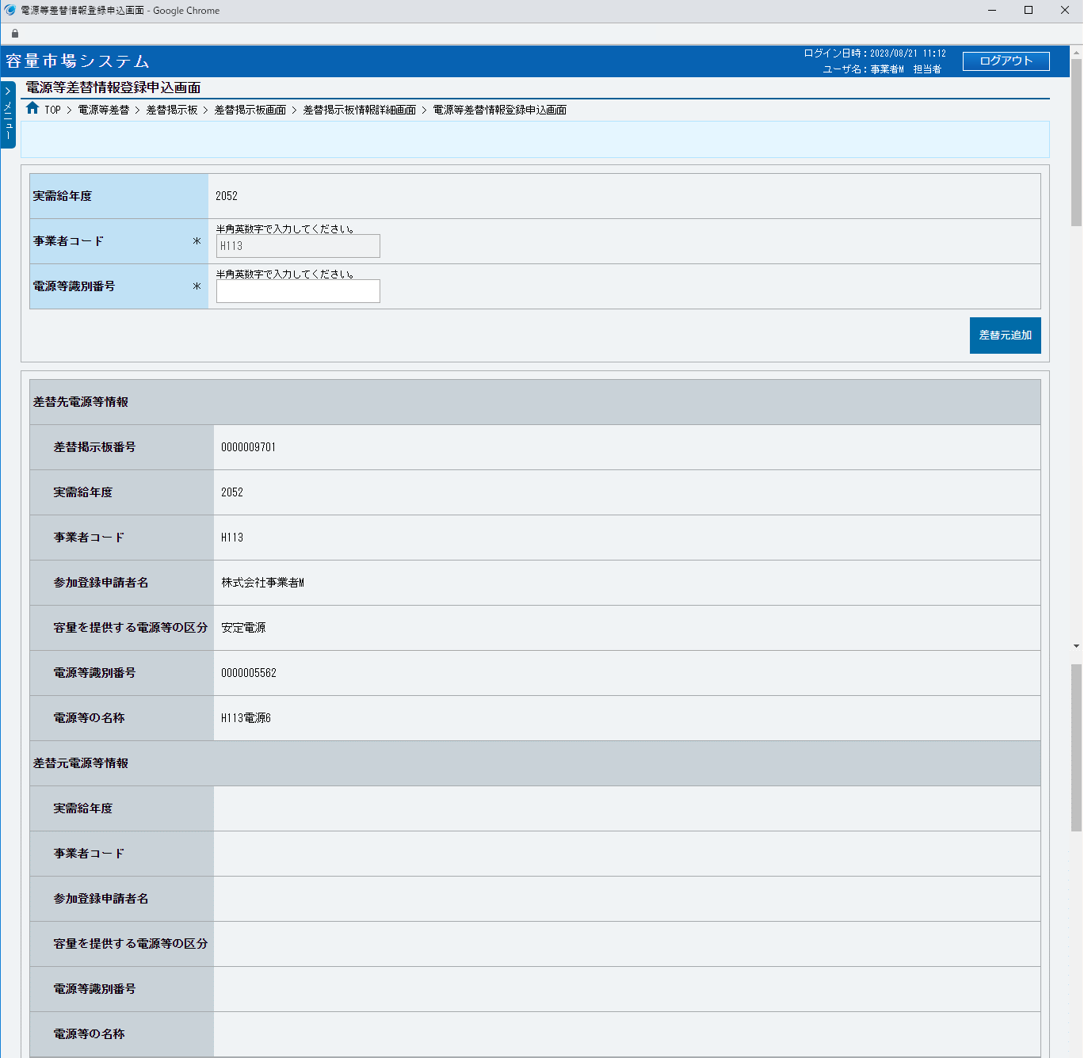 電源等差替情報登録申込画面 - Google Chrome
容量市場システム
ログイン日時：2023/08/21 11:12
ユーザ名：事業者M 担当者
ログアウト
メニュー
電源等差替情報登録申込画面
TOP > 電源等差替 > 差替掲示板 > 差替掲示板画面 > 差替掲示板情報詳細画面 > 電源等差替情報登録申込画面
実需給年度 2052
半角英数字で入力してください。
事業者コード * H113
半角英数字で入力してください。
電源等識別番号 *
差替元追加
差替先電源等情報
差替掲示板番号 0000009701
実需給年度 2052
事業者コード H113
参加登録申請者名 株式会社事業者M
容量を提供する電源等の区分 安定電源
電源等識別番号 0000005562
電源等の名称 H113電源6
差替元電源等情報
実需給年度
事業者コード
参加登録申請者名
容量を提供する電源等の区分
電源等識別番号
電源等の名称